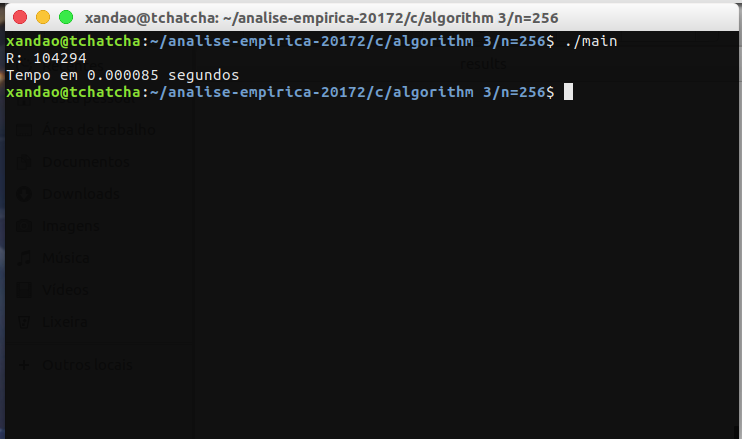 xandao@tchatcha: ~/analise-empirica-20172/c/algorithm 3/n=256
xandao@tchatcha:~/analise-empirica-20172/c/algorithm 3/n=256$ ./main
R: 104294
results
Tempo em 0.000085 segundos
xandao@tchatcha:~/analise-empirica-20172/c/algorithm 3/n=256$
Área de trabalho
Documentos
Downloads
Imagens
Música
Vídeos
Lixeira
Outros locais